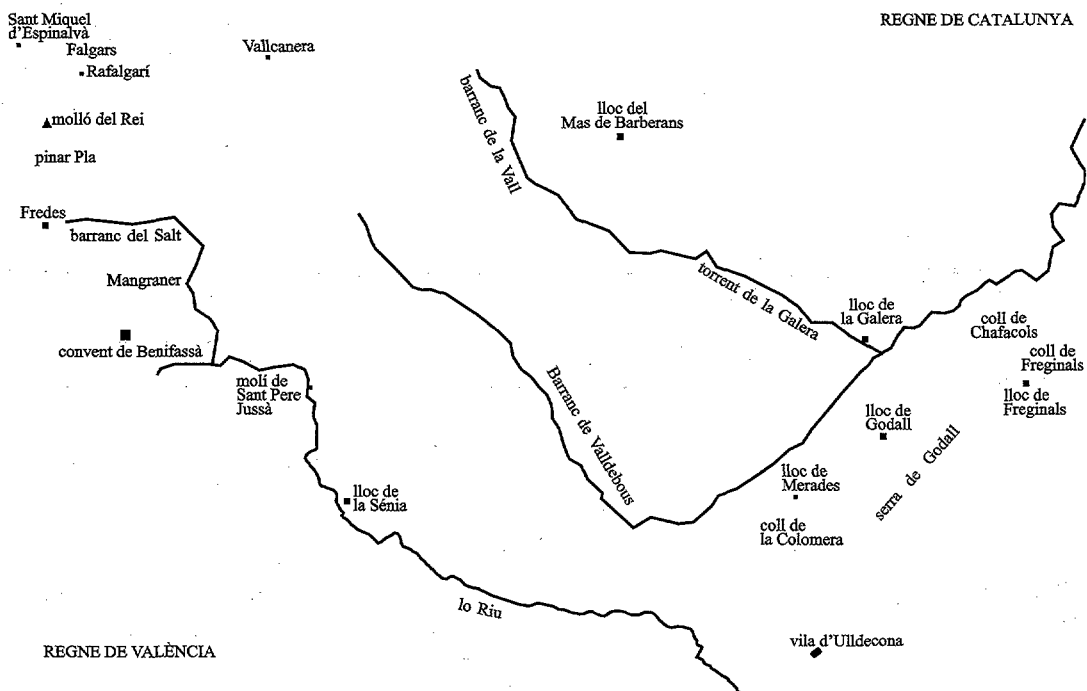 Sant Miquel
d'Espinalvà
REGNE DE CATALUNYA
Falgars
Rafalgarí
Vallcanera
molló del Rei
pinar Pla
barranc de la Vall
lloc del
Mas de Barberans
Fredes
barranc del Salt
Mangraner
convent de Benifassà
torrent de la Galera
lloc de
la Galera
coll de
Chafacols
coll de
Freginals
lloc de
Freginals
molí de
Sant Pere
Jussà
Barranc de Valldebous
lloc de
Godall
serra de Godall
lloc de
Merades
coll de
la Colomera
lloc de
la Sénia
lo Riu
REGNE DE VALÈNCIA
vila d'Ulldecona